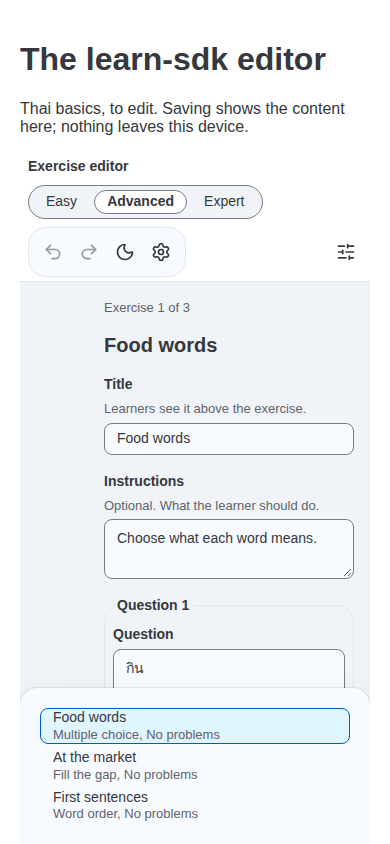 The learn-sdk editor
Thai basics, to edit. Saving shows the content
here; nothing leaves this device.
Exercise editor
Easy Advanced Expert
Exercise 1 of 3
Food words
Title
Learners see it above the exercise.
Food words
Instructions
Optional. What the learner should do.
Choose what each word means.
Question 1
Question
กิน
Food words
Multiple choice, No problems
At the market
Fill the gap, No problems
First sentences
Word order, No problems